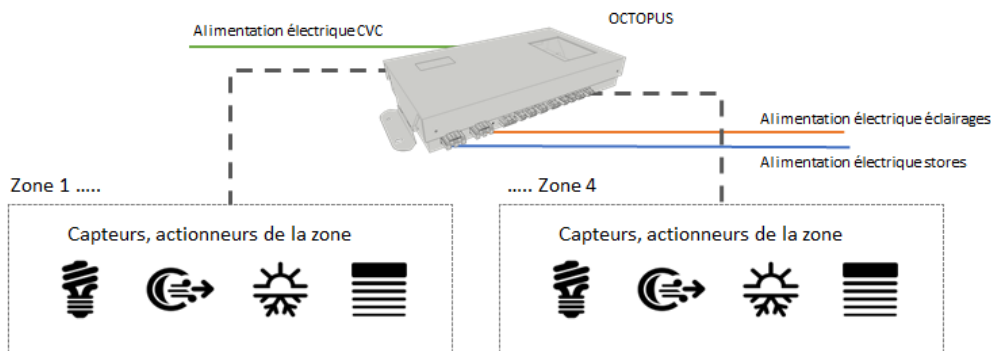 OCTOPUS
Alimentation électrique CVC
Alimentation électrique éclairages
Alimentation électrique stores
Zone 1 .....
..... Zone 4
Capteurs, actionneurs de la zone
Capteurs, actionneurs de la zone